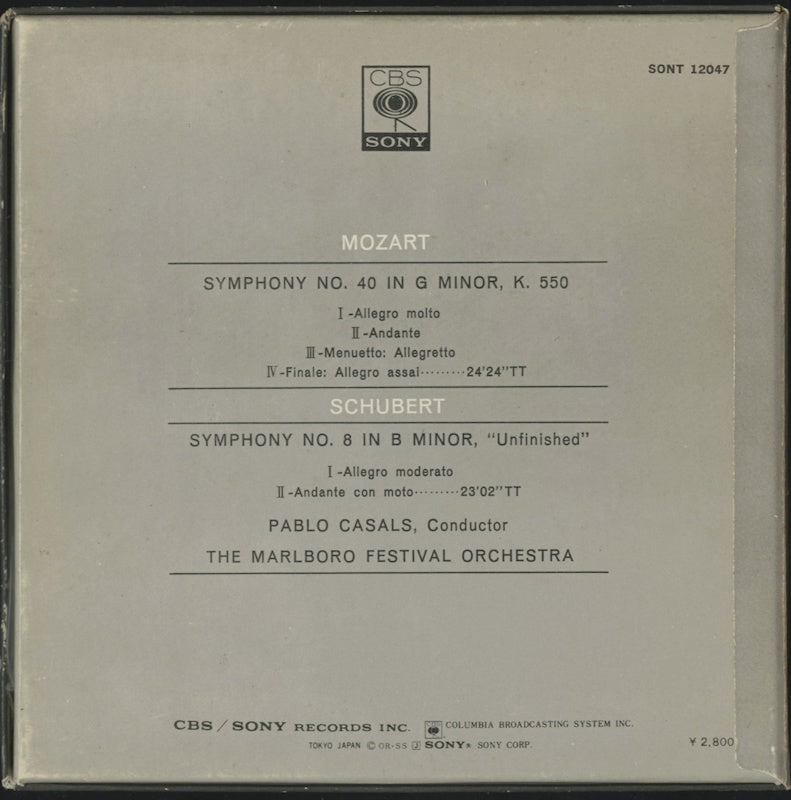 SONT 12047
CBS
SONY
MOZART
SYMPHONY NO. 40 IN G MINOR, K. 550
Ⅰ-Allegro molto
Ⅱ-Andante
Ⅲ-Menuetto: Allegretto
Ⅳ-Finale: Allegro assai·········24'24"TT
SCHUBERT
SYMPHONY NO. 8 IN B MINOR, "Unfinished"
Ⅰ-Allegro moderato
Ⅱ-Andante con moto·········23'02"TT
PABLO CASALS, Conductor
THE MARLBORO FESTIVAL ORCHESTRA
CBS / SONY RECORDS INC. COLUMBIA BROADCASTING SYSTEM INC.
TOKYO JAPAN © OR-SS 🄹 SONY® SONY CORP.
¥ 2,800